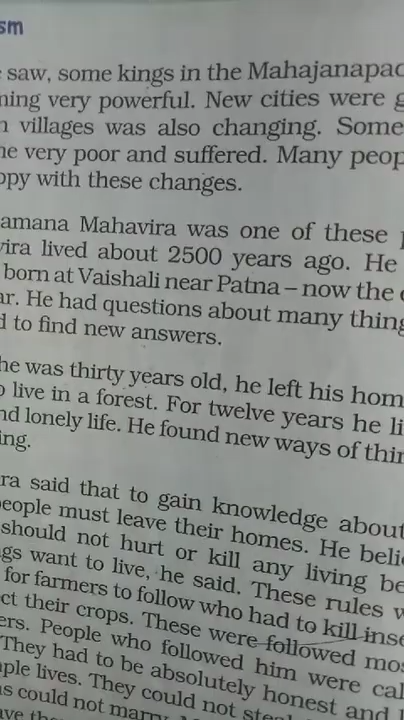 sm
saw, some kings in the Mahajanapad
ning very powerful. New cities were g
n villages was also changing. Some
ne very poor and suffered. Many peop
ppy with these changes.
amana Mahavira was one of these p
vira lived about 2500 years ago. He
born at Vaishali near Patna – now the c
ar. He had questions about many thing
d to find new answers.
he was thirty years old, he left his hom
o live in a forest. For twelve years he li
nd lonely life. He found new ways of thin
ing.
ra said that to gain knowledge about
people must leave their homes. He belie
should not hurt or kill any living be
gs want to live, he said. These rules w
for farmers to follow who had to kill inse
ct their crops. These were followed mos
ers. People who followed him were cal
They had to be absolutely honest and
ple lives. They could not stea
s could not marry.
ave the